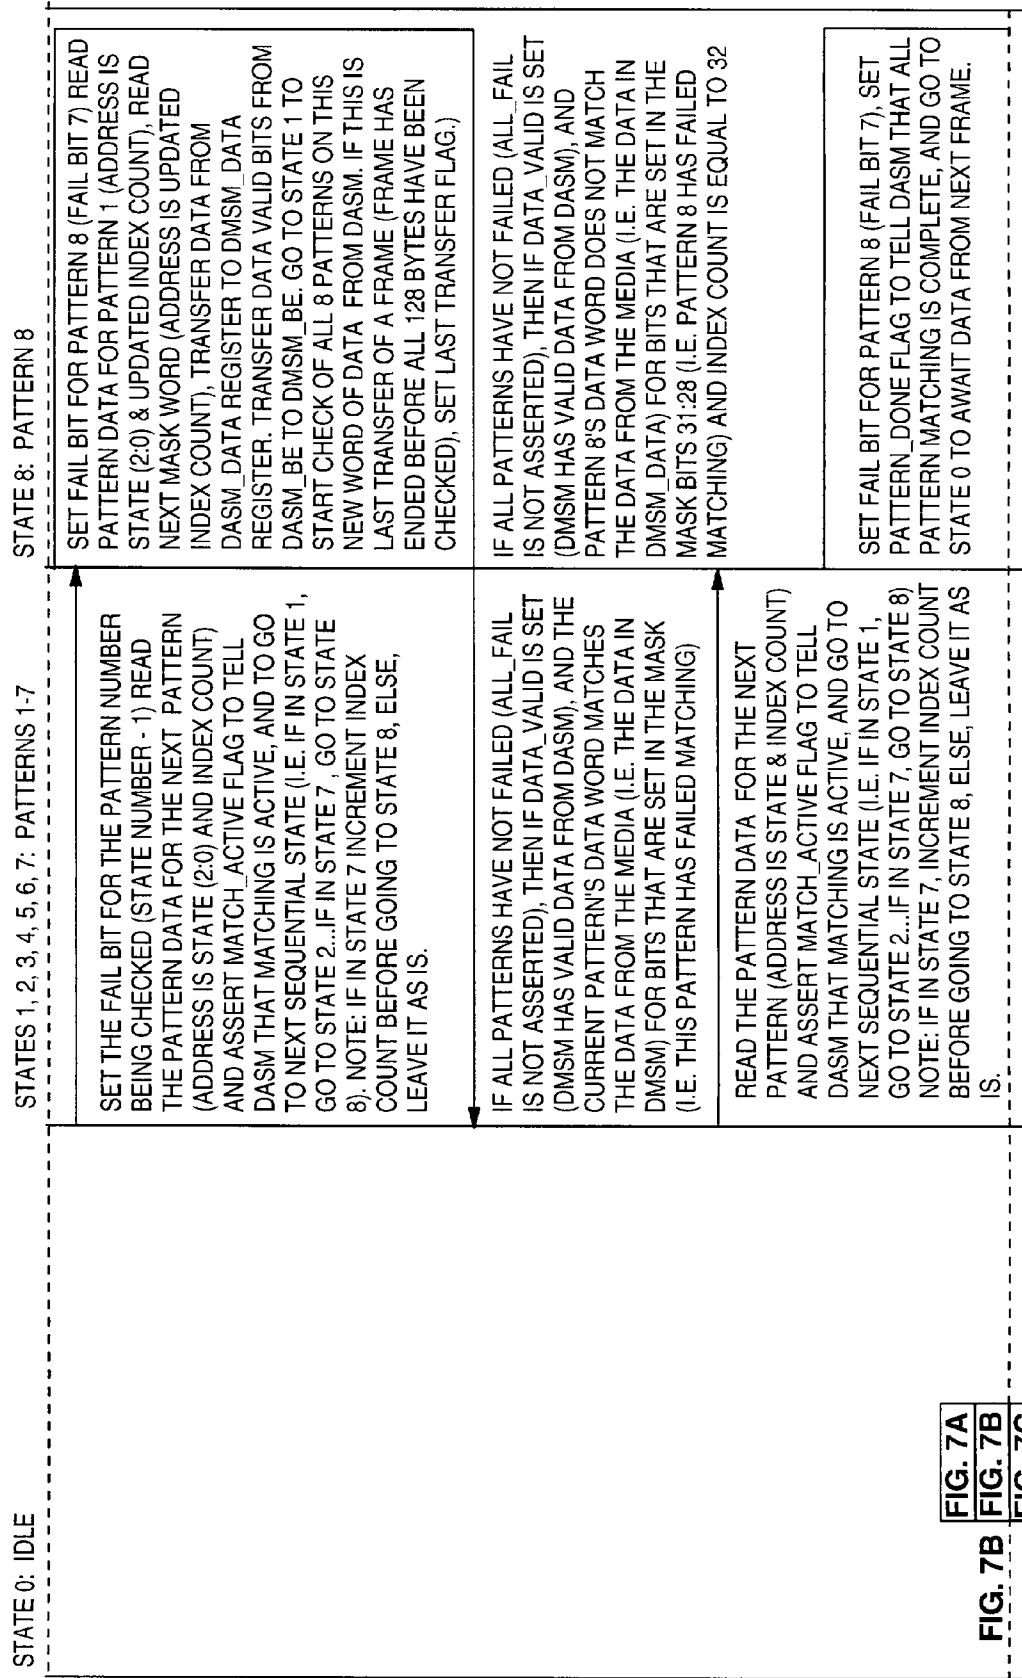 STATE 0: IDLE
STATES 1, 2, 3, 4, 5, 6, 7: PATTERNS 1-7
STATE 8: PATTERN 8
SET THE FAIL BIT FOR THE PATTERN NUMBER
BEING CHECKED (STATE NUMBER - 1) READ
THE PATTERN DATA FOR THE NEXT PATTERN
(ADDRESS IS STATE (2:0) AND INDEX COUNT)
AND ASSERT MATCH_ACTIVE FLAG TO TELL
DASM THAT MATCHING IS ACTIVE, AND TO GO
TO NEXT SEQUENTIAL STATE (I.E. IF IN STATE 1,
GO TO STATE 2...IF IN STATE 7 , GO TO STATE
8). NOTE: IF IN STATE 7 INCREMENT INDEX
COUNT BEFORE GOING TO STATE 8, ELSE,
LEAVE IT AS IS.
SET FAIL BIT FOR PATTERN 8 (FAIL BIT 7) READ
PATTERN DATA FOR PATTERN 1 (ADDRESS IS
STATE (2:0) & UPDATED INDEX COUNT), READ
NEXT MASK WORD (ADDRESS IS UPDATED
INDEX COUNT), TRANSFER DATA FROM
DASM_DATA REGISTER TO DMSM_DATA
REGISTER. TRANSFER DATA VALID BITS FROM
DASM_BE TO DMSM_BE. GO TO STATE 1 TO
START CHECK OF ALL 8 PATTERNS ON THIS
NEW WORD OF DATA FROM DASM. IF THIS IS
LAST TRANSFER OF A FRAME (FRAME HAS
ENDED BEFORE ALL 128 BYTES HAVE BEEN
CHECKED), SET LAST TRANSFER FLAG.)
IF ALL PATTERNS HAVE NOT FAILED (ALL_FAIL
IS NOT ASSERTED), THEN IF DATA_VALID IS SET
(DMSM HAS VALID DATA FROM DASM), AND THE
CURRENT PATTERN'S DATA WORD MATCHES
THE DATA FROM THE MEDIA (I.E. THE DATA IN
DMSM) FOR BITS THAT ARE SET IN THE MASK
(I.E. THIS PATTERN HAS FAILED MATCHING)
IF ALL PATTERNS HAVE NOT FAILED (ALL_FAIL
IS NOT ASSERTED), THEN IF DATA_VALID IS SET
(DMSM HAS VALID DATA FROM DASM), AND
PATTERN 8'S DATA WORD DOES NOT MATCH
THE DATA FROM THE MEDIA (I.E. THE DATA IN
DMSM_DATA) FOR BITS THAT ARE SET IN THE
MASK BITS 31:28 (I.E. PATTERN 8 HAS FAILED
MATCHING) AND INDEX COUNT IS EQUAL TO 32
READ THE PATTERN DATA FOR THE NEXT
PATTERN (ADDRESS IS STATE & INDEX COUNT)
AND ASSERT MATCH_ACTIVE FLAG TO TELL
DASM THAT MATCHING IS ACTIVE, AND GO TO
NEXT SEQUENTIAL STATE (I.E. IF IN STATE 1,
GO TO STATE 2...IF IN STATE 7, GO TO STATE 8)
NOTE: IF IN STATE 7, INCREMENT INDEX COUNT
BEFORE GOING TO STATE 8, ELSE, LEAVE IT AS
IS.
SET FAIL BIT FOR PATTERN 8 (FAIL BIT 7), SET
PATTERN_DONE FLAG TO TELL DASM THAT ALL
PATTERN MATCHING IS COMPLETE, AND GO TO
STATE 0 TO AWAIT DATA FROM NEXT FRAME.
FIG. 7B
FIG. 7A
FIG. 7B